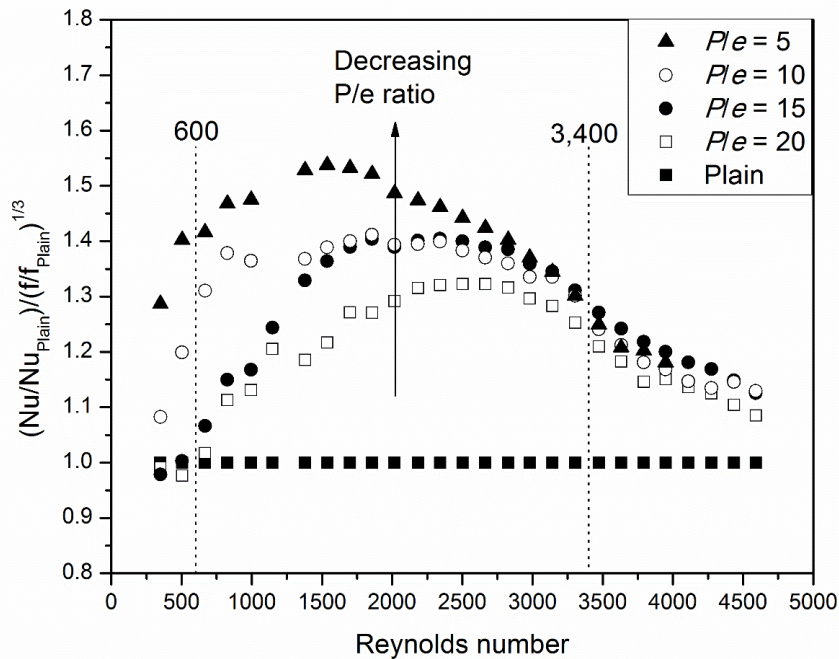 (Nu/Nu_Plain)/(f/f_Plain)^1/3
1.8
1.7
1.6
1.5
1.4
1.3
1.2
1.1
1.0
0.9
0.8
Decreasing
P/e ratio
600
3,400
P/e = 5
P/e = 10
P/e = 15
P/e = 20
Plain
0 500 1000 1500 2000 2500 3000 3500 4000 4500 5000
Reynolds number